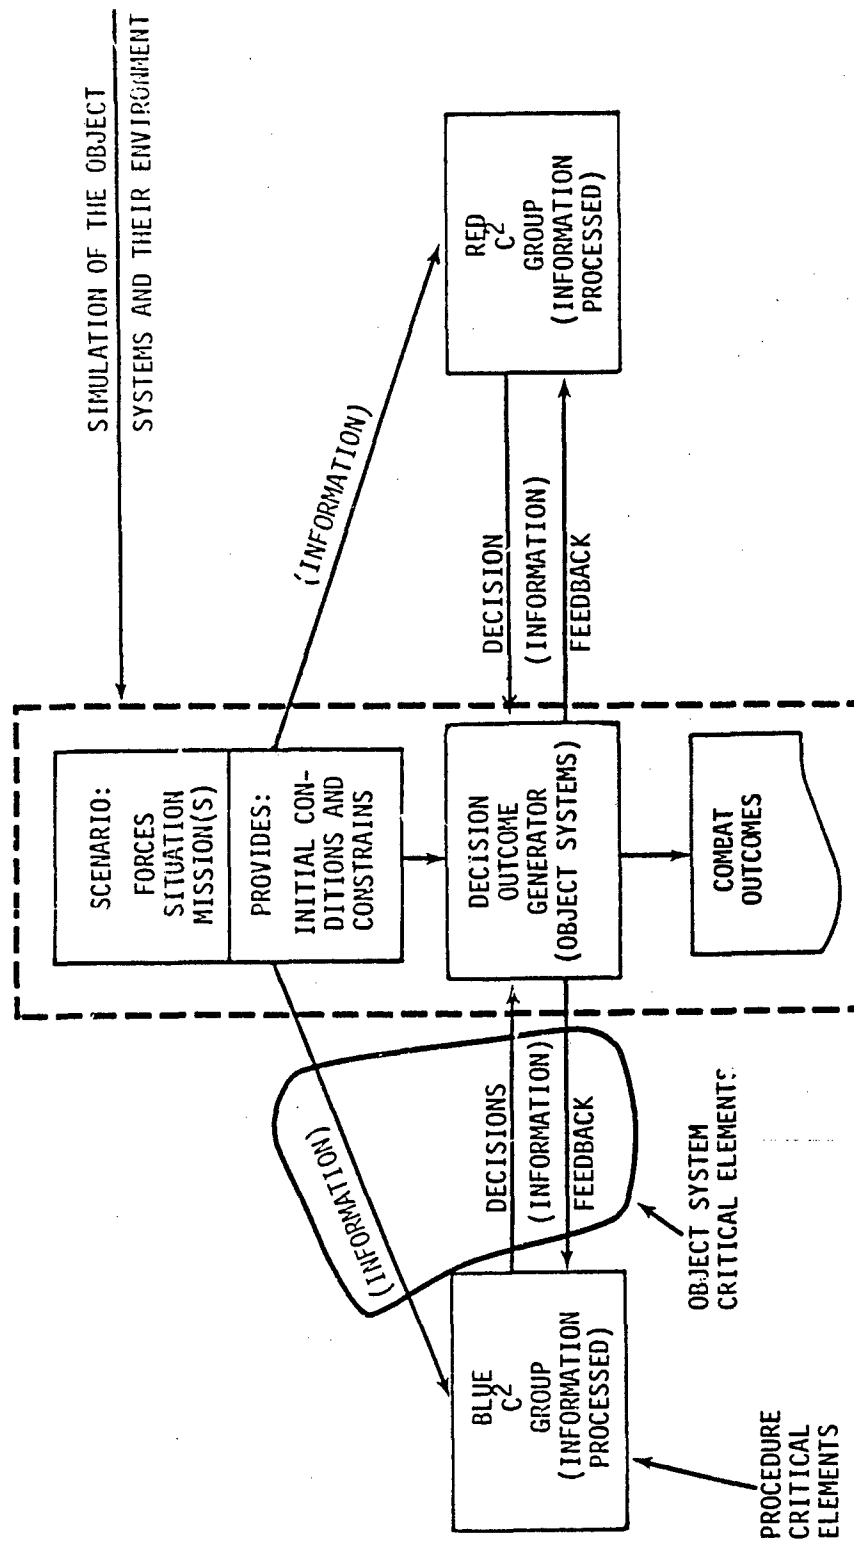 SIMULATION OF THE OBJECT
SYSTEMS AND THEIR ENVIRONMENT
SCENARIO:
FORCES
SITUATION
MISSION(S)
PROVIDES:
INITIAL CON-
DITIONS AND
CONSTRAINS
(INFORMATION)
(INFORMATION)
BLUE
C2
GROUP
(INFORMATION
PROCESSED)
DECISIONS
(INFORMATION)
FEEDBACK
DECISION
OUTCOME
GENERATOR
(OBJECT SYSTEMS)
DECISION
(INFORMATION)
FEEDBACK
RED
C2
GROUP
(INFORMATION
PROCESSED)
COMBAT
OUTCOMES
OBJECT SYSTEM
CRITICAL ELEMENTS
PROCEDURE
CRITICAL
ELEMENTS